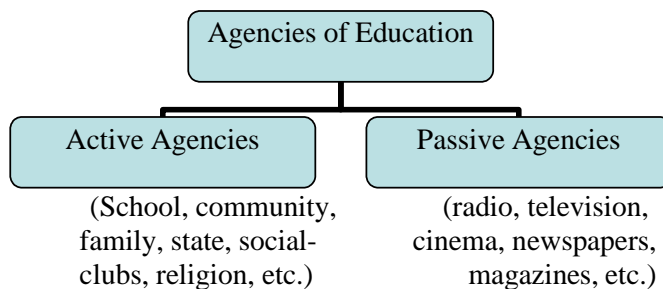 Agencies of Education
Active Agencies
Passive Agencies
(School, community,
family, state, social-
clubs, religion, etc.)
(radio, television,
cinema, newspapers,
magazines, etc.)